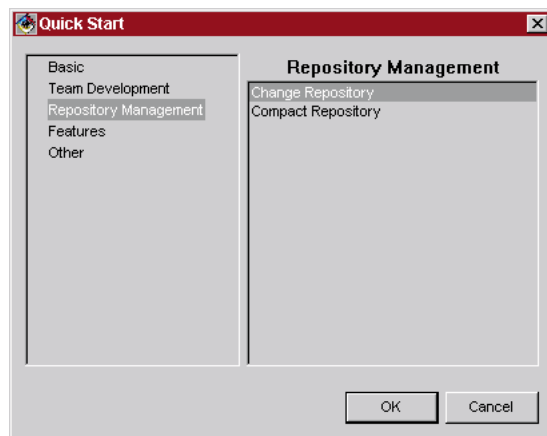 Quick Start
Basic
Team Development
Repository Management
Features
Other
Repository Management
Change Repository
Compact Repository
OK
Cancel